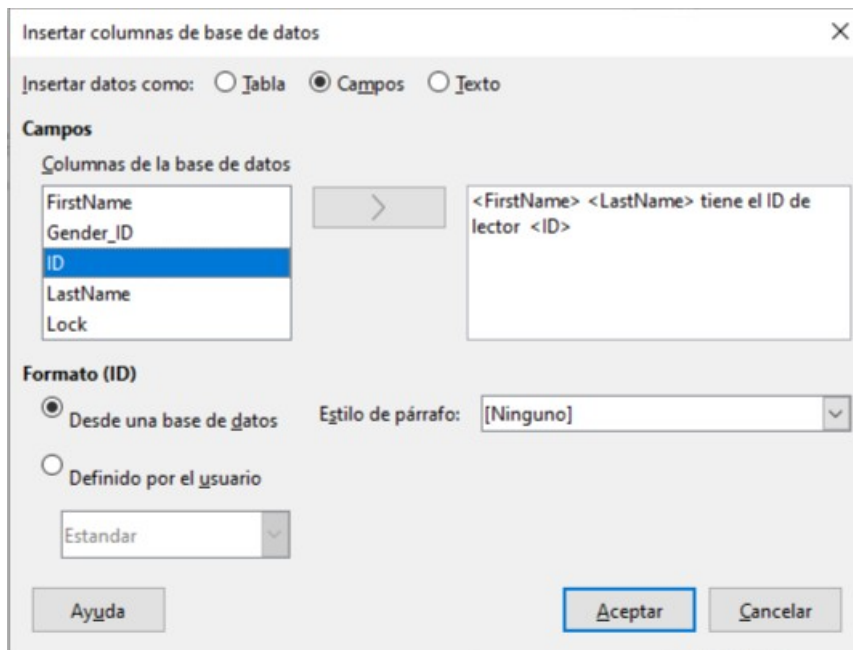 Insertar columnas de base de datos
Insertar datos como: Tabla Campos Texto
Campos
Columnas de la base de datos
FirstName
Gender_ID
ID
LastName
Lock
>
<FirstName> <LastName> tiene el ID de
lector <ID>
Formato (ID)
Desde una base de datos
Estilo de párrafo: [Ninguno]
Definido por el usuario
Estandar
Ayuda
Aceptar
Cancelar